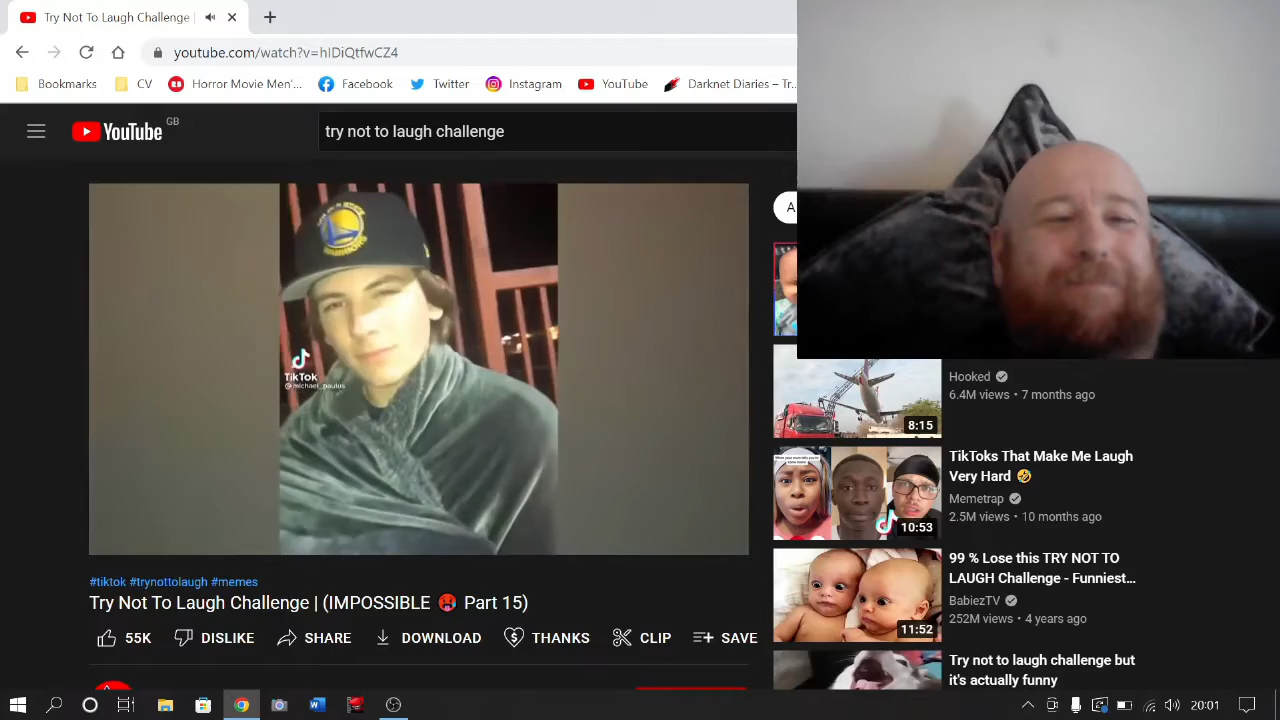 Try Not To Laugh Challenge |
youtube.com/watch?v=hIDiQtfwCZ4
Bookmarks
CV
Horror Movie Men'...
Facebook
Twitter
Instagram
YouTube
Darknet Diaries – Tr...
YouTube GB
try not to laugh challenge
A
TikTok
@michael_paulus
Hooked
6.4M views • 7 months ago
8:15
TikToks That Make Me Laugh
Very Hard 🤣
Memetrap
2.5M views • 10 months ago
10:53
99 % Lose this TRY NOT TO
LAUGH Challenge - Funniest...
BabiezTV
252M views • 4 years ago
11:52
Try not to laugh challenge but
it's actually funny
#tiktok #trynottolaugh #memes
Try Not To Laugh Challenge | (IMPOSSIBLE 🥵 Part 15)
55K
DISLIKE
SHARE
DOWNLOAD
THANKS
CLIP
SAVE
20:01